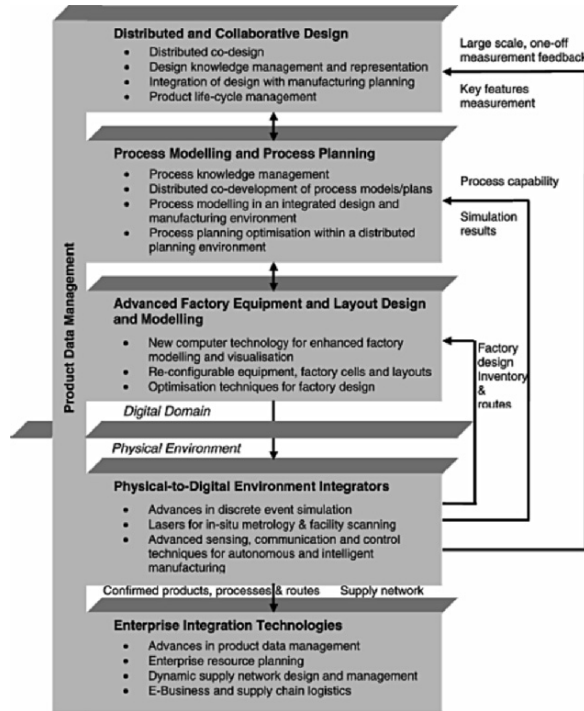 Distributed and Collaborative Design
• Distributed co-design
• Design knowledge management and representation
• Integration of design with manufacturing planning
• Product life-cycle management
Large scale, one-off
measurement feedback
Key features
measurement
Process Modelling and Process Planning
• Process knowledge management
• Distributed co-development of process models/plans
• Process modelling in an integrated design and
manufacturing environment
• Process planning optimisation within a distributed
planning environment
Process capability
Simulation
results
Product Data Management
Advanced Factory Equipment and Layout Design
and Modelling
• New computer technology for enhanced factory
modelling and visualisation
• Re-configurable equipment, factory cells and layouts
• Optimisation techniques for factory design
Factory
design
Inventory
&
routes
Digital Domain
Physical Environment
Physical-to-Digital Environment Integrators
• Advances in discrete event simulation
• Lasers for in-situ metrology & facility scanning
• Advanced sensing, communication and control
techniques for autonomous and intelligent
manufacturing
Confirmed products, processes & routes Supply network
Enterprise Integration Technologies
• Advances in product data management
• Enterprise resource planning
• Dynamic supply network design and management
• E-Business and supply chain logistics